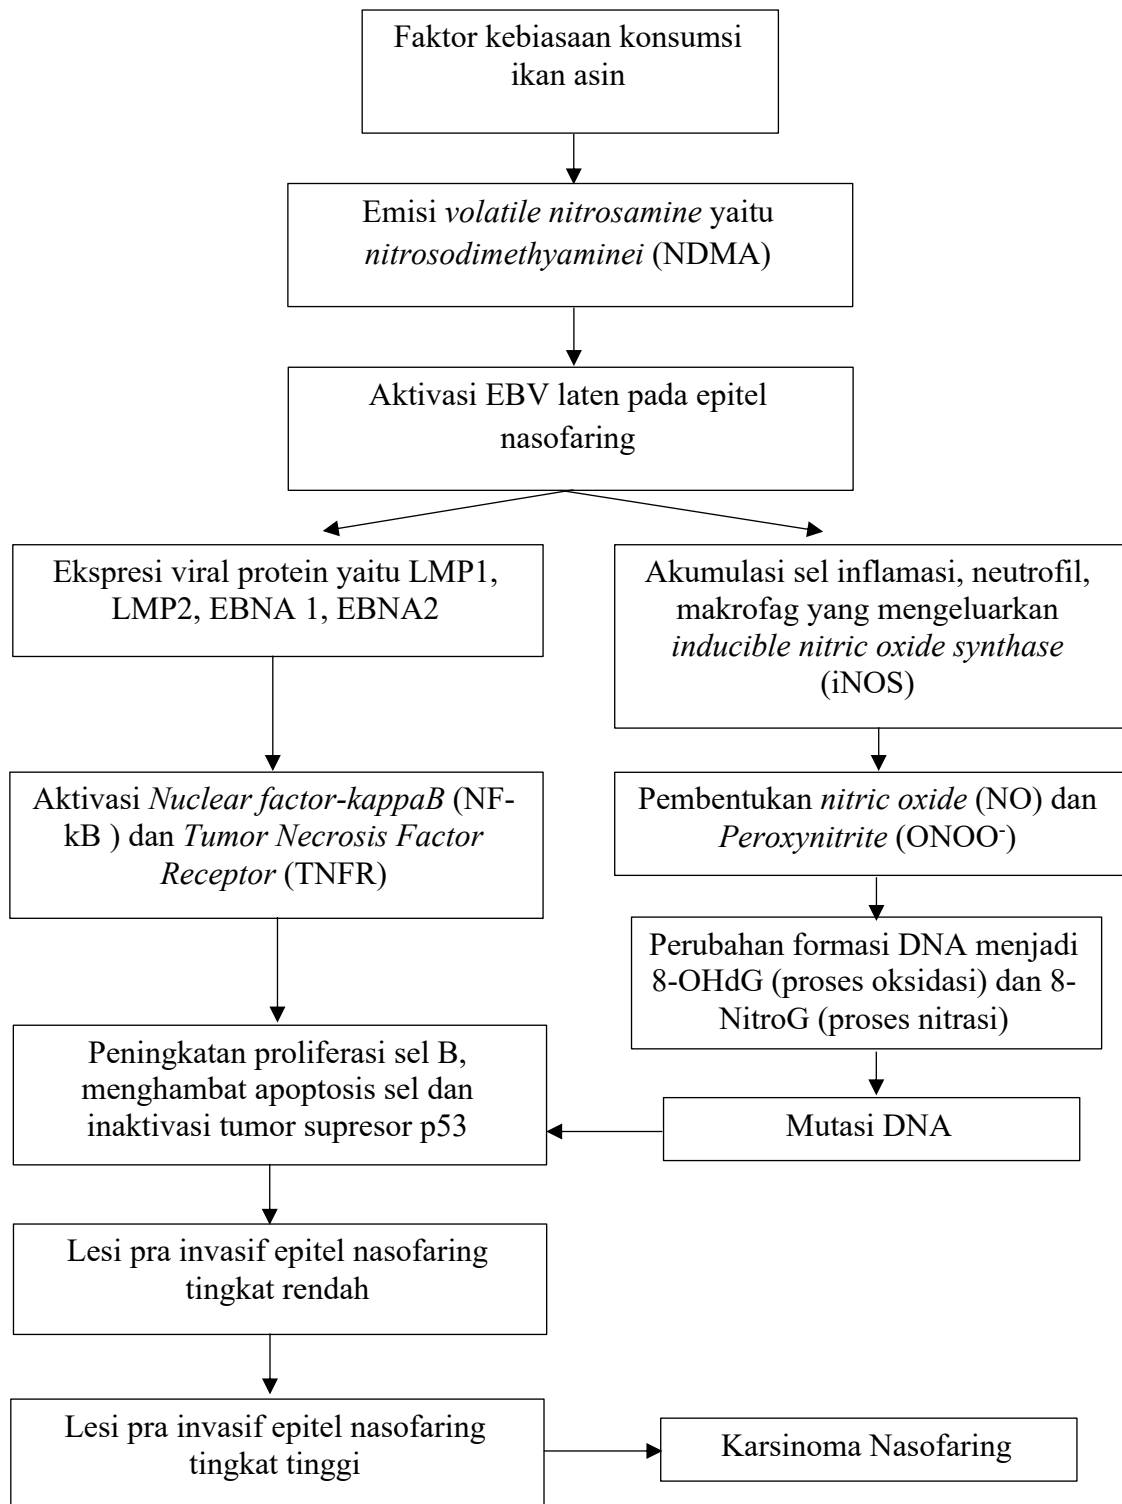 Faktor kebiasaan konsumsi
ikan asin
Emisi volatile nitrosamine yaitu
nitrosodimethyaminei (NDMA)
Aktivasi EBV laten pada epitel
nasofaring
Ekspresi viral protein yaitu LMP1,
LMP2, EBNA 1, EBNA2
Akumulasi sel inflamasi, neutrofil,
makrofag yang mengeluarkan
inducible nitric oxide synthase
(iNOS)
Aktivasi Nuclear factor-kappaB (NF-
kB ) dan Tumor Necrosis Factor
Receptor (TNFR)
Pembentukan nitric oxide (NO) dan
Peroxynitrite (ONOO⁻)
Perubahan formasi DNA menjadi
8-OHdG (proses oksidasi) dan 8-
NitroG (proses nitrasi)
Peningkatan proliferasi sel B,
menghambat apoptosis sel dan
inaktivasi tumor supresor p53
Mutasi DNA
Lesi pra invasif epitel nasofaring
tingkat rendah
Lesi pra invasif epitel nasofaring
tingkat tinggi
Karsinoma Nasofaring